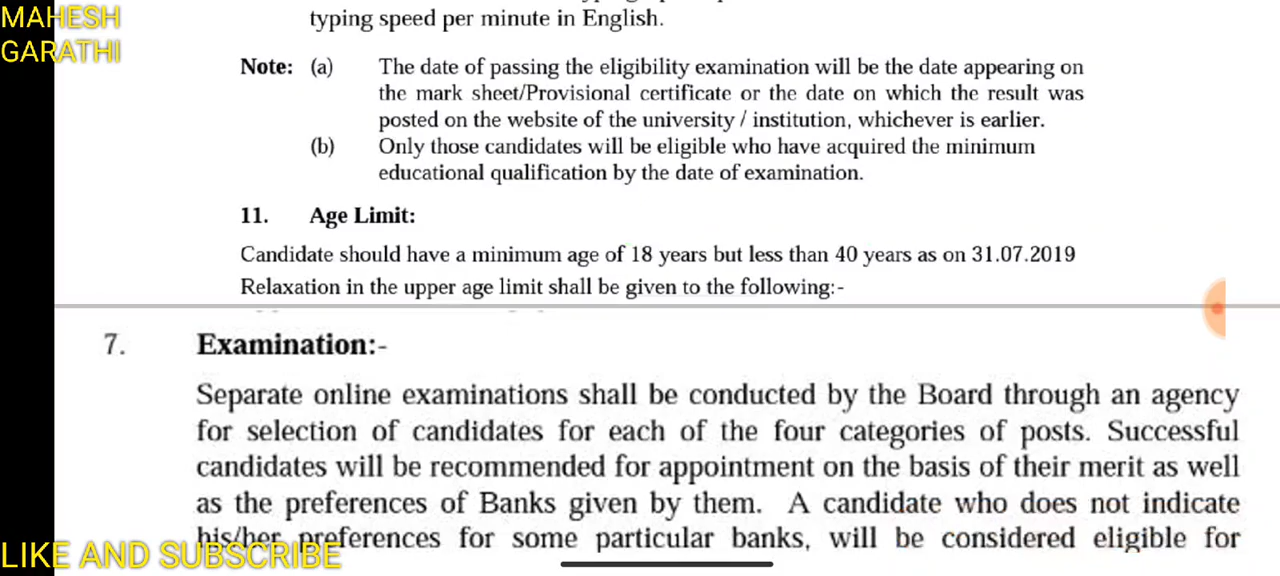 MAHESH
GARATHI
typing speed per minute in English.
Note: (a) The date of passing the eligibility examination will be the date appearing on
the mark sheet/Provisional certificate or the date on which the result was
posted on the website of the university / institution, whichever is earlier.
(b) Only those candidates will be eligible who have acquired the minimum
educational qualification by the date of examination.
11. Age Limit:
Candidate should have a minimum age of 18 years but less than 40 years as on 31.07.2019
Relaxation in the upper age limit shall be given to the following:-
7. Examination:-
Separate online examinations shall be conducted by the Board through an agency
for selection of candidates for each of the four categories of posts. Successful
candidates will be recommended for appointment on the basis of their merit as well
as the preferences of Banks given by them. A candidate who does not indicate
his/her preferences for some particular banks, will be considered eligible for
LIKE AND SUBSCRIBE